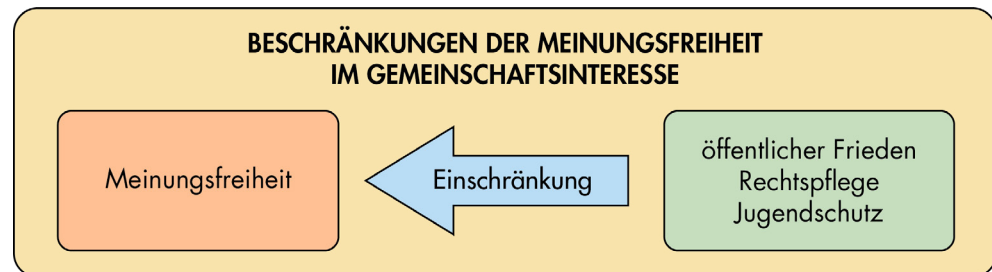 BESCHRÄNKUNGEN DER MEINUNGSFREIHEIT
IM GEMEINSCHAFTSINTERESSE
Meinungsfreiheit
Einschränkung
öffentlicher Frieden
Rechtspflege
Jugendschutz